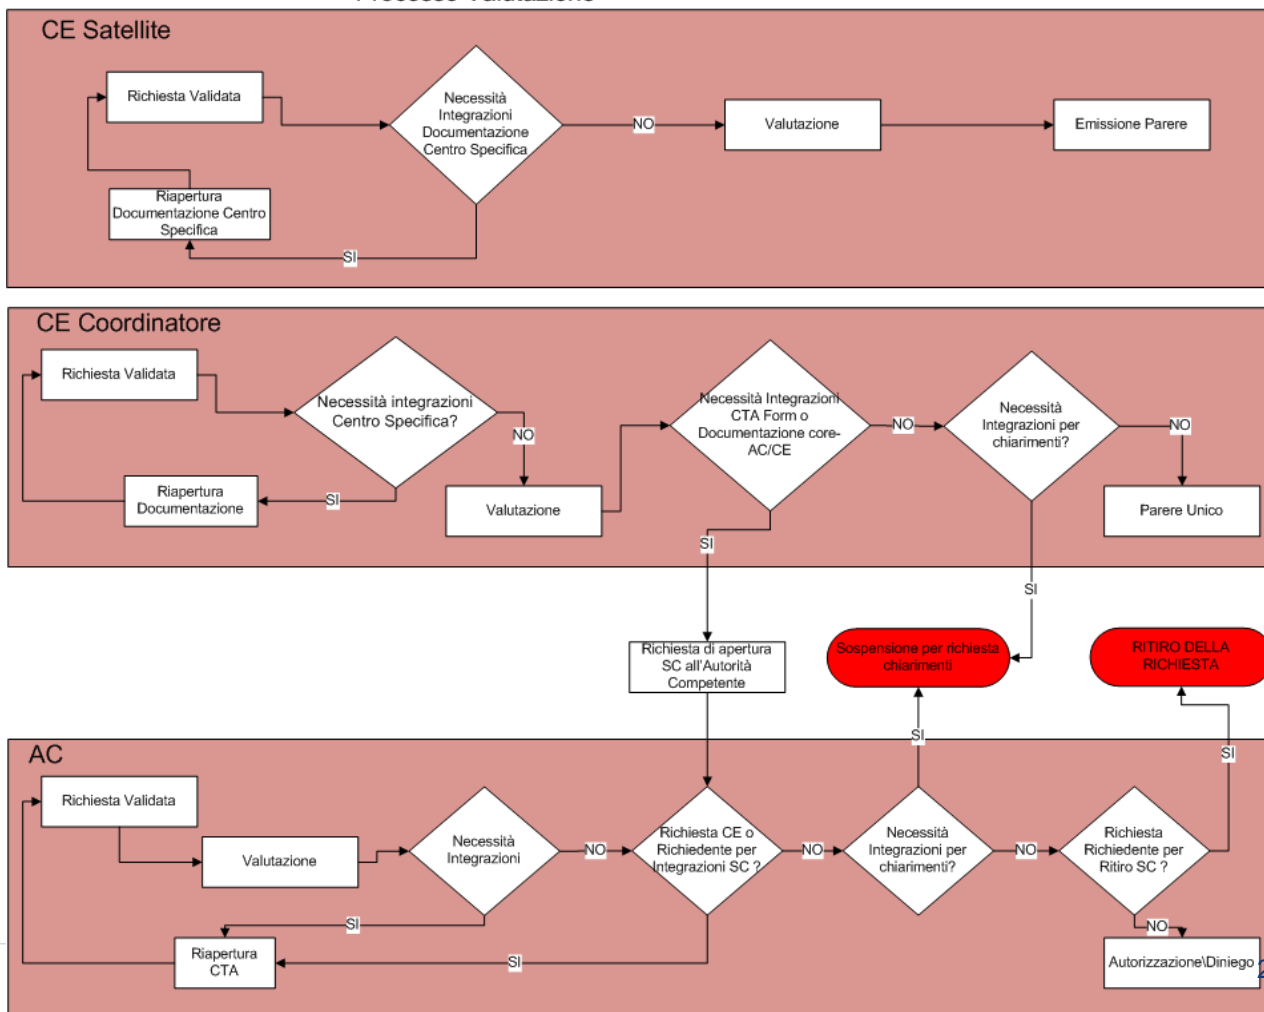 Processo Valutazione
CE Satellite
Richiesta Validata
Necessità
Integrazioni
Documentazione
Centro Specifica
NO
Valutazione
Emissione Parere
Riapertura
Documentazione Centro
Specifica
SI
CE Coordinatore
Richiesta Validata
Necessità integrazioni
Centro Specifica?
NO
Riapertura
Documentazione
SI
Valutazione
Necessità Integrazioni
CTA Form o
Documentazione core-
AC/CE
NO
Necessità
Integrazioni per
chiarimenti?
NO
Parere Unico
SI
SI
Richiesta di apertura
SC all'Autorità
Competente
Sospensione per richiesta
chiarimenti
RITIRO DELLA
RICHIESTA
AC
Richiesta Validata
Valutazione
Necessità
Integrazioni
NO
Richiesta CE o
Richiedente per
Integrazioni SC ?
NO
Necessità
Integrazioni per
chiarimenti?
SI
NO
Richiesta
Richiedente per
Ritiro SC ?
SI
NO
SI
Riapertura
CTA
SI
Autorizzazione\Diniego